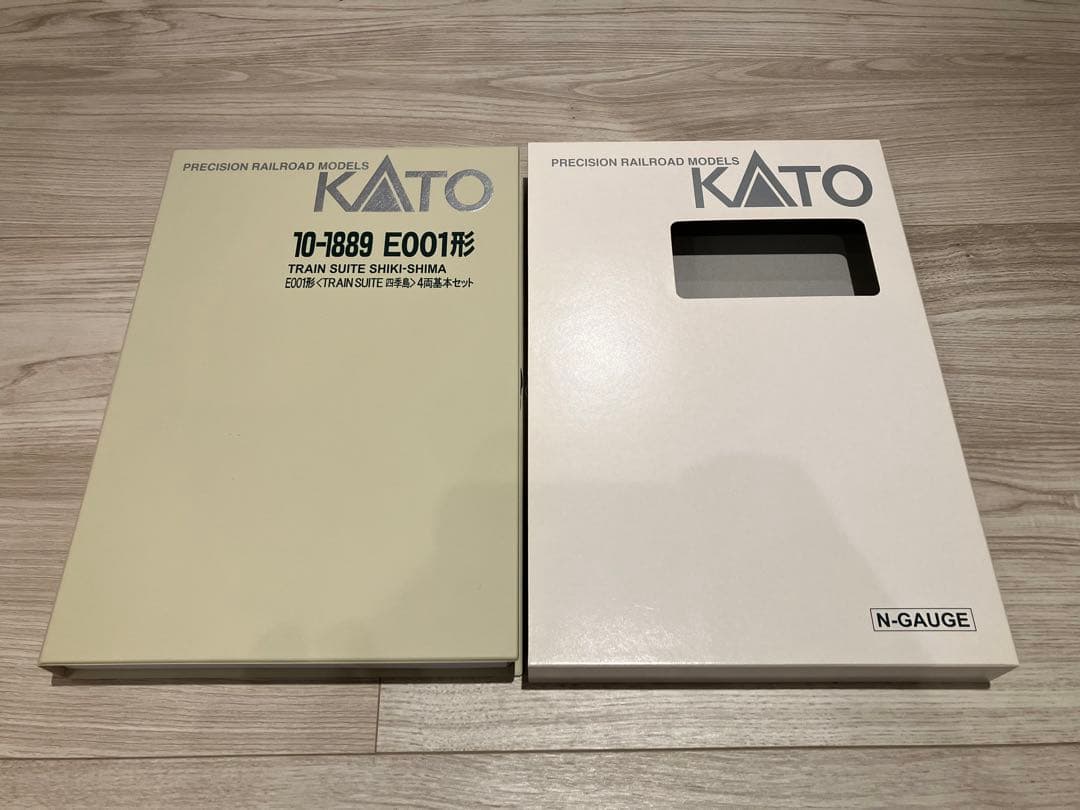 PRECISION RAILROAD MODELS
KATO
10-1889 E001形
TRAIN SUITE SHIKI-SHIMA
E001形<TRAIN SUITE 四季島>4両基本セット
PRECISION RAILROAD MODELS
KATO
N-GAUGE